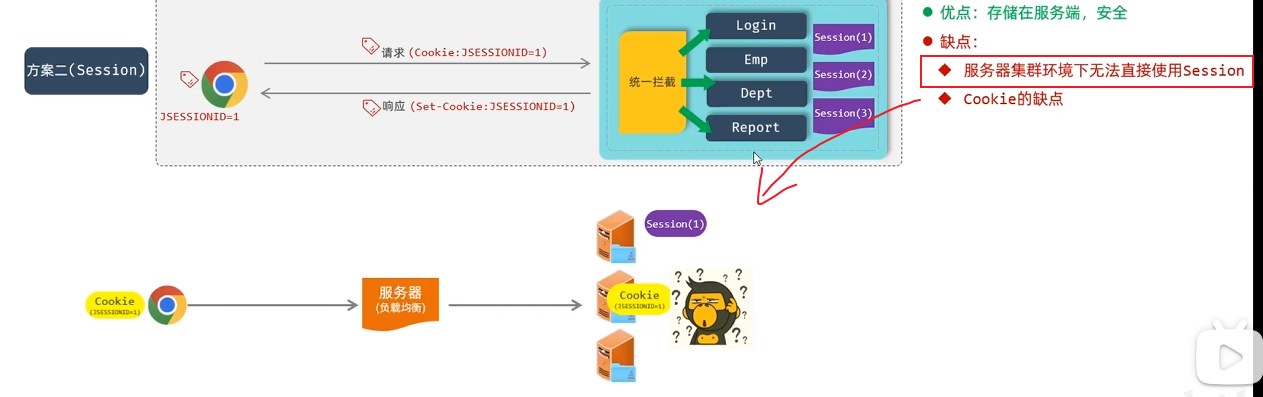 方案二(Session)
JSESSIONID=1
请求 (Cookie:JSESSIONID=1)
响应 (Set-Cookie:JSESSIONID=1)
统一拦截
Login
Emp
Dept
Report
Session(1)
Session(2)
Session(3)
优点：存储在服务端，安全
缺点：
服务器集群环境下无法直接使用Session
Cookie的缺点
Cookie
(JSESSIONID=1)
服务器
(负载均衡)
Session(1)
Cookie
(JSESSIONID=1)
? ? ? ? ? ? ? ? ? ? ?